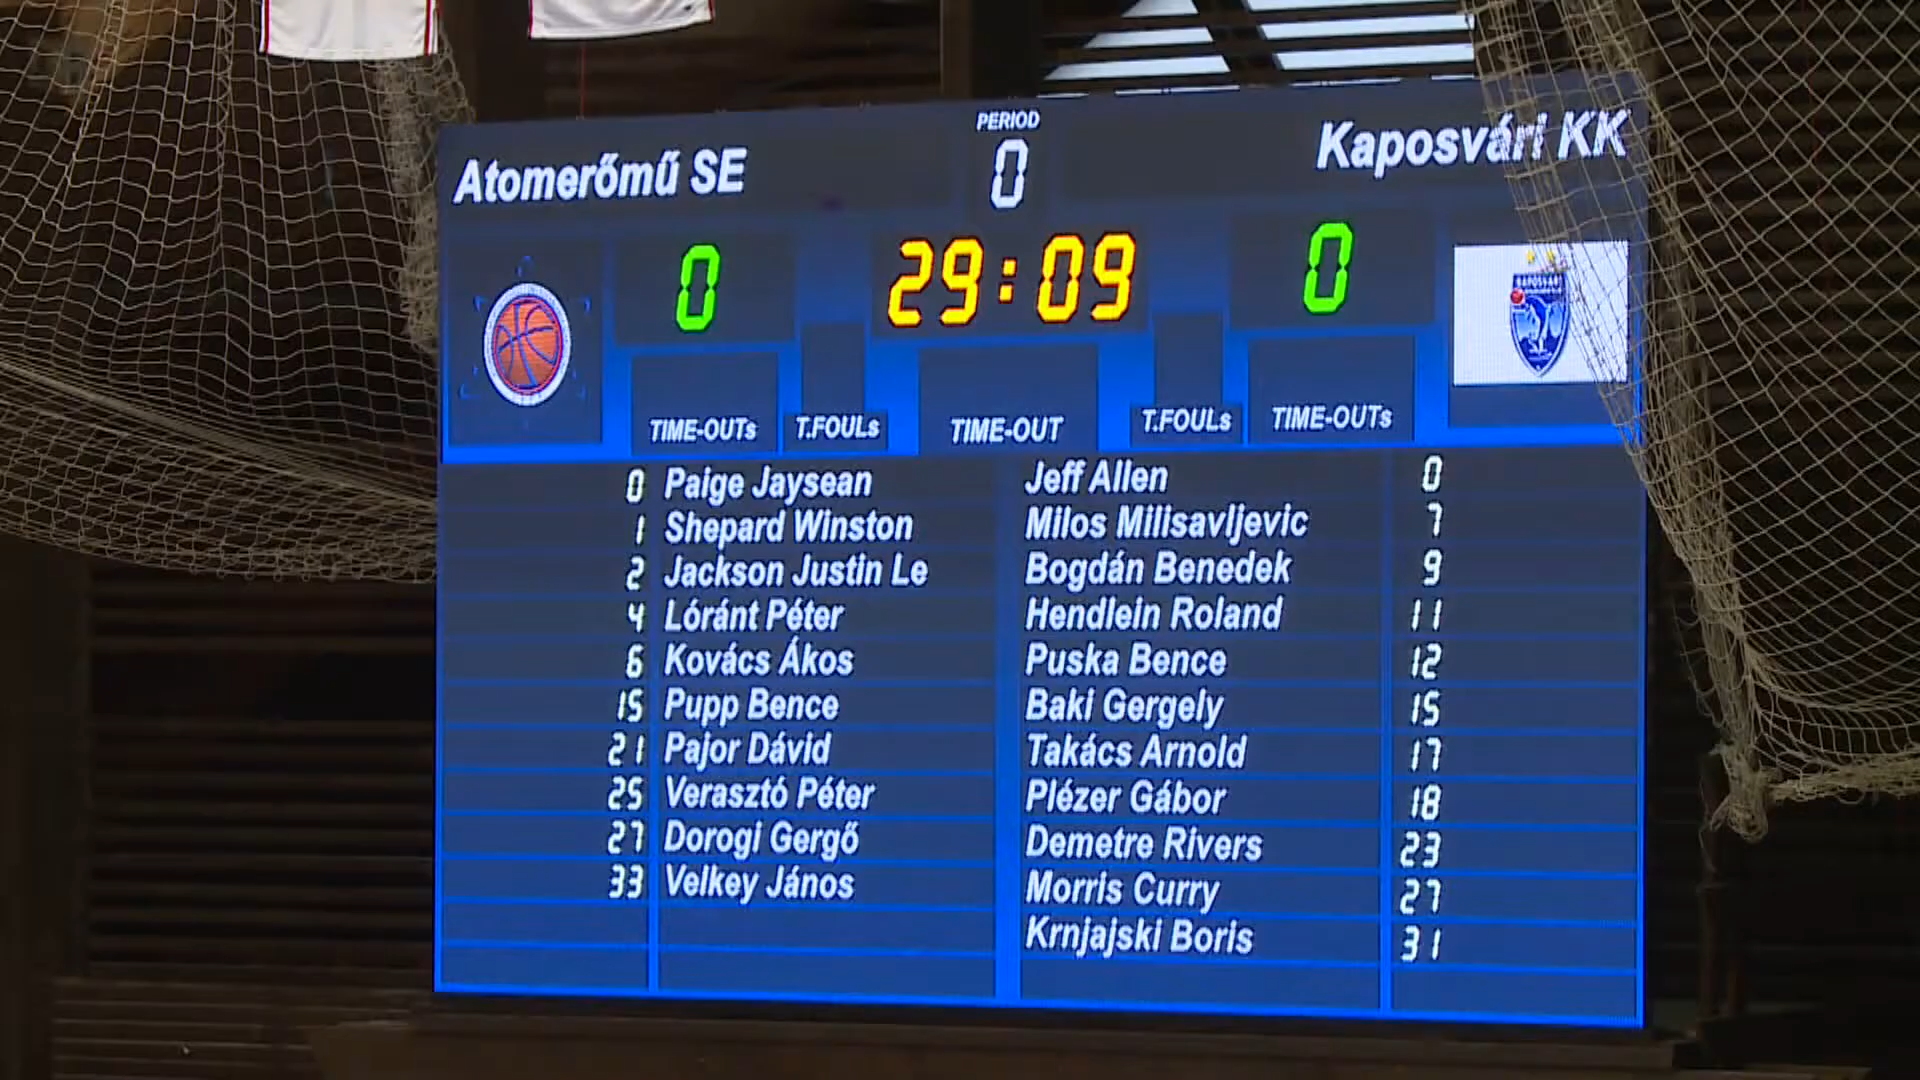 PERIOD
Atomerőmű SE 0 Kaposvári KK
0 29:09 0
TIME-OUTs T.FOULs TIME-OUT T.FOULs TIME-OUTs
0 Paige Jaysean Jeff Allen 0
1 Shepard Winston Milos Milisavljevic 7
2 Jackson Justin Le Bogdán Benedek 9
4 Lóránt Péter Hendlein Roland 11
6 Kovács Ákos Puska Bence 12
15 Pupp Bence Baki Gergely 15
21 Pajor Dávid Takács Arnold 17
25 Verasztó Péter Plézer Gábor 18
27 Dorogi Gergő Demetre Rivers 23
33 Velkey János Morris Curry 27
Krnjajski Boris 31